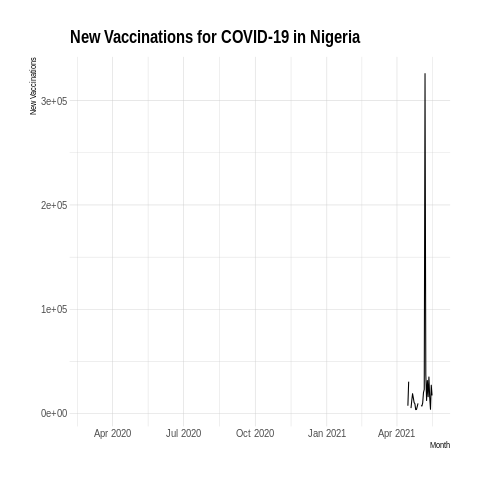 New Vaccinations for COVID-19 in Nigeria
New Vaccinations
3e+05
2e+05
1e+05
0e+00
Apr 2020 Jul 2020 Oct 2020 Jan 2021 Apr 2021
Month